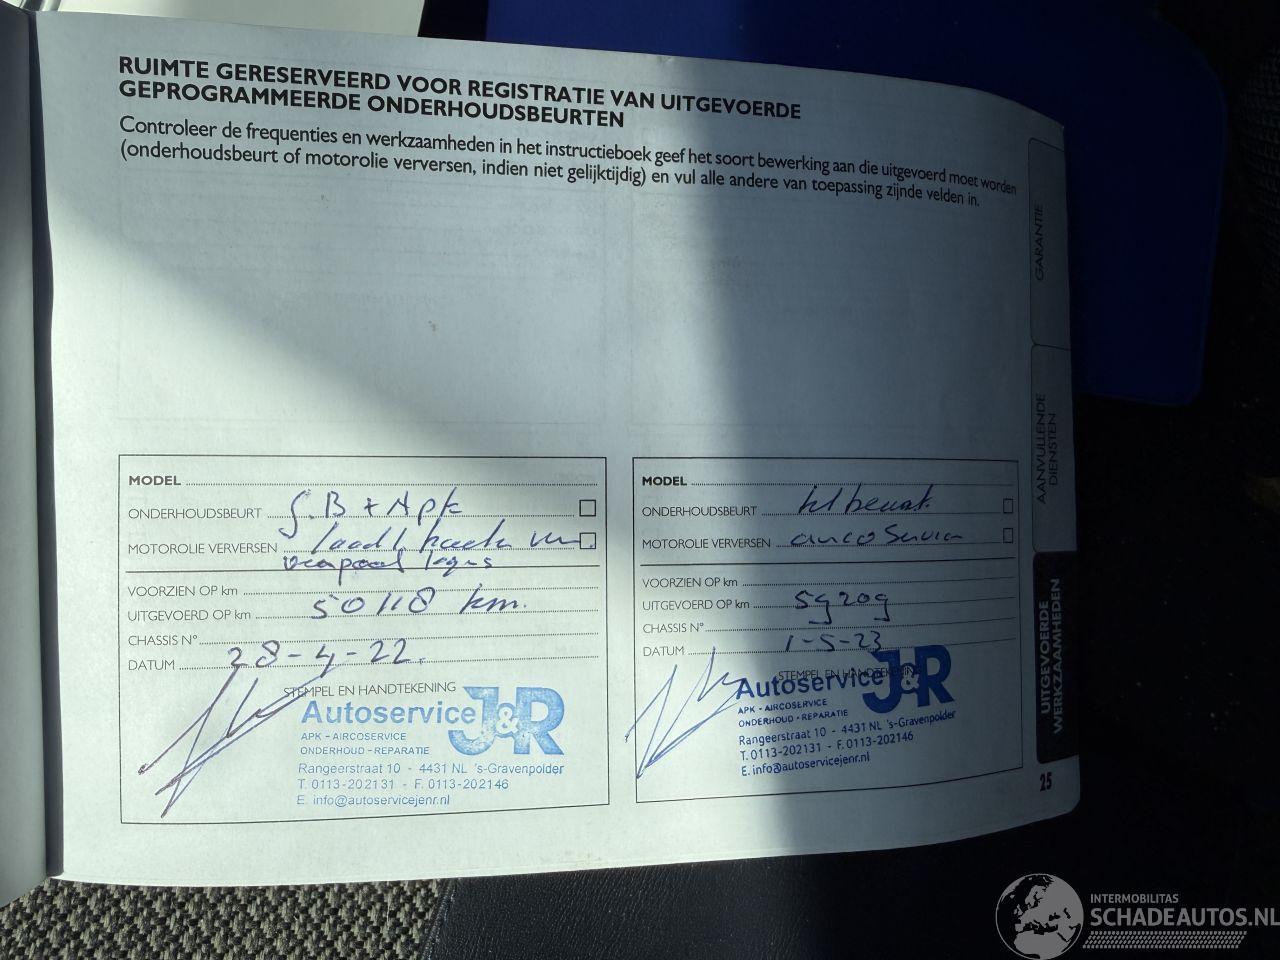 RUIMTE GERESERVEERD VOOR REGISTRATIE VAN UITGEVOERDE
GEPROGRAMMEERDE ONDERHOUDSBEURTEN
Controleer de frequenties en werkzaamheden in het instructieboek geef het soort bewerking aan die uitgevoerd moet worden
(onderhoudsbeurt of motorolie verversen, indien niet gelijktijdig) en vul alle andere van toepassing zijnde velden in.
MODEL
ONDERHOUDSBEURT G.B + Apk
MOTOROLIE VERVERSEN
VOORZIEN OP km
UITGEVOERD OP km 50118 km.
CHASSIS N°
DATUM 28-4-22.
STEMPEL EN HANDTEKENING
Autoservice J&R
APK - AIRCOSERVICE
ONDERHOUD - REPARATIE
Rangeerstraat 10 - 4431 NL 's-Gravenpolder
T. 0113-202131 - F. 0113-202146
E. info@autoservicejenr.nl
MODEL
ONDERHOUDSBEURT kl beurt.
MOTOROLIE VERVERSEN airco Service
VOORZIEN OP km
UITGEVOERD OP km 59209
CHASSIS N°
DATUM 1-5-23
STEMPEL EN HANDTEKENING
Autoservice J&R
APK - AIRCOSERVICE
ONDERHOUD - REPARATIE
Rangeerstraat 10 - 4431 NL 's-Gravenpolder
T. 0113-202131 - F. 0113-202146
E. info@autoservicejenr.nl
GARANTIE
AANVULLENDE
DIENSTEN
UITGEVOERDE
WERKZAAMHEDEN
25
INTERMOBILITAS
SCHADEAUTOS.NL